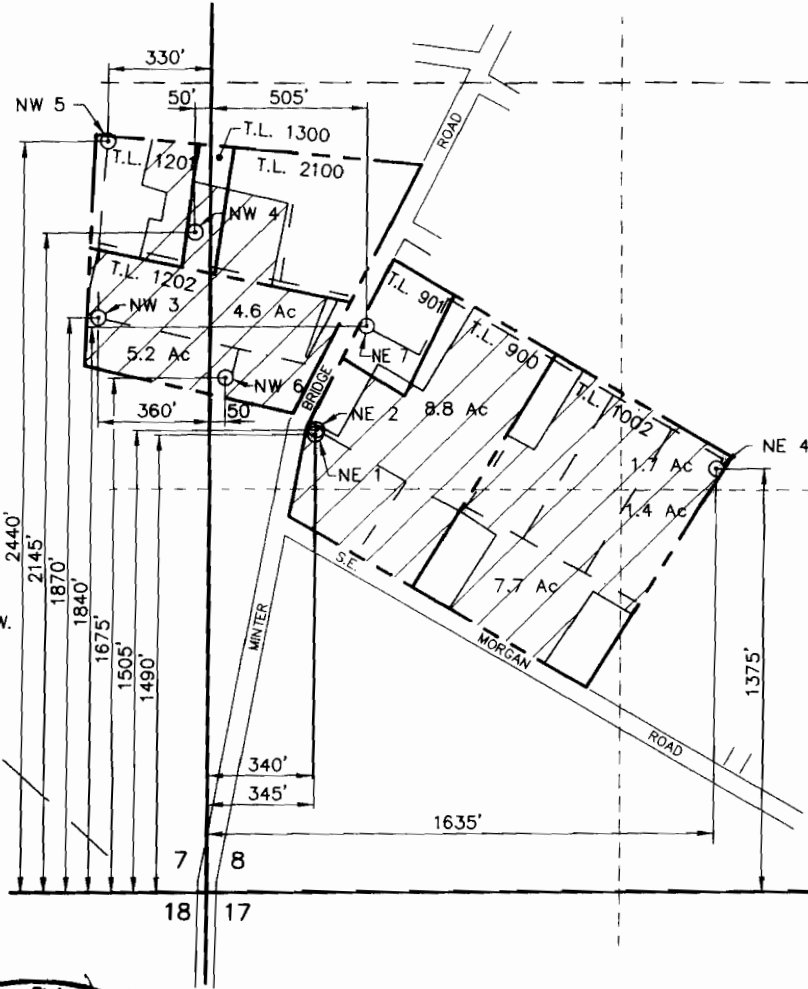 330'
NW 5
50'
505'
T.L. 1300
T.L. 1201
T.L. 2100
ROAD
NW 4
T.L. 1202
T.L. 901
NW 3
4.6 Ac
NE 7
T.L. 900
5.2 Ac
NW 6
BRIDGE
8.8 Ac
T.L. 1002
360'
50'
NE 2
NE 1
NE 4
1.7 Ac
1.4 Ac
2440'
2145'
1870'
1840'
1675'
1505'
1490'
W.
S.E.
7.7 Ac
MINTER
MORGAN
1375'
ROAD
340'
345'
1635'
7
8
18
17